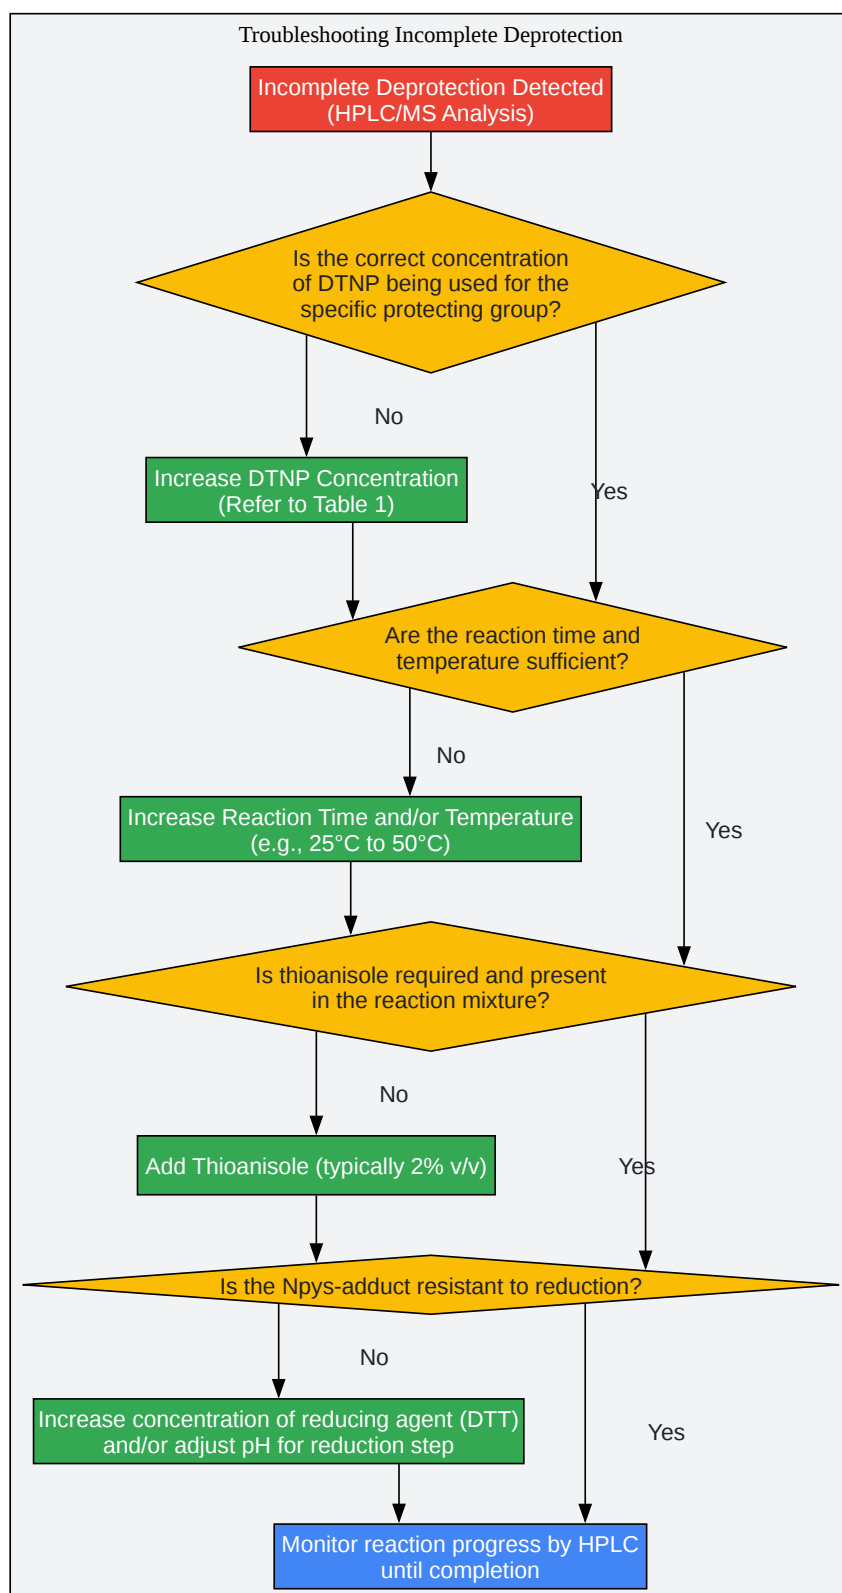 Troubleshooting Incomplete Deprotection
Incomplete Deprotection Detected
(HPLC/MS Analysis)
Is the correct concentration
of DTNP being used for the
specific protecting group?
No
Increase DTNP Concentration
(Refer to Table 1)
Yes
Are the reaction time and
temperature sufficient?
No
Increase Reaction Time and/or Temperature
(e.g., 25°C to 50°C)
Yes
Is thioanisole required and present
in the reaction mixture?
No
Add Thioanisole (typically 2% v/v)
Yes
Is the Npys-adduct resistant to reduction?
No
Increase concentration of reducing agent (DTT)
and/or adjust pH for reduction step
Yes
Monitor reaction progress by HPLC
until completion